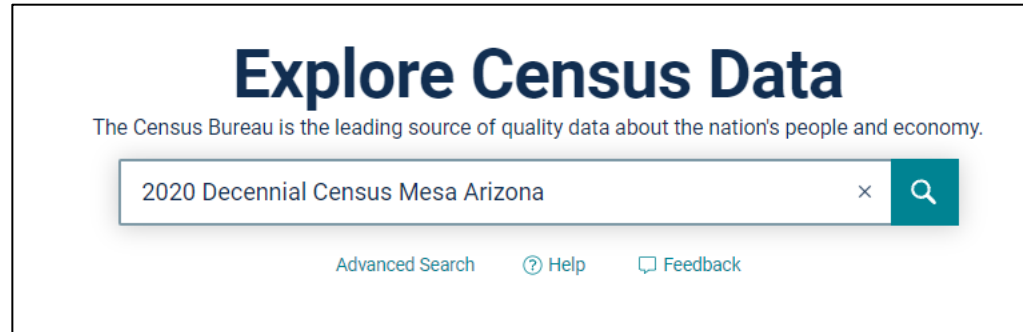 Explore Census Data
The Census Bureau is the leading source of quality data about the nation's people and economy.
2020 Decennial Census Mesa Arizona
Advanced Search Help Feedback